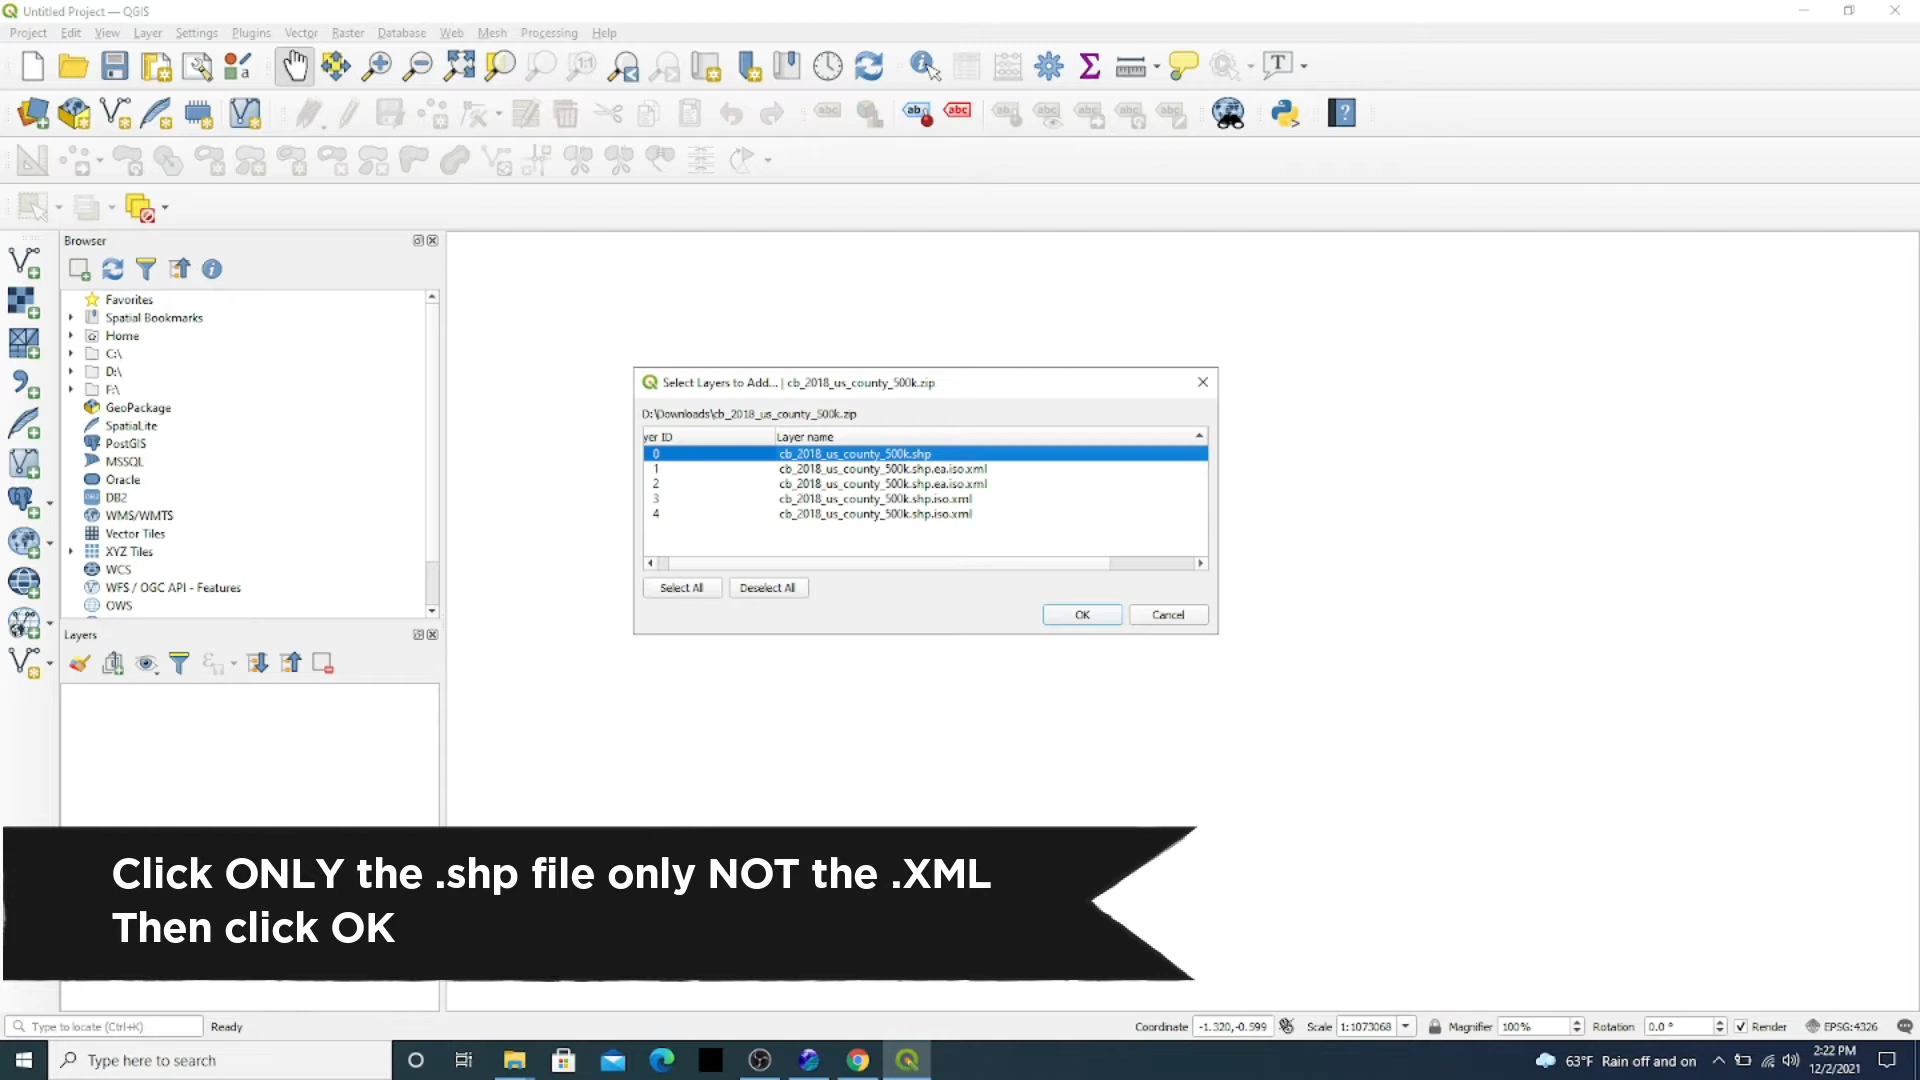 Untitled Project — QGIS
Project Edit View Layer Settings Plugins Vector Raster Database Web Mesh Processing Help
Browser
Favorites
Spatial Bookmarks
Home
C:\
D:\
F:\
GeoPackage
SpatiaLite
PostGIS
MSSQL
Oracle
DB2
WMS/WMTS
Vector Tiles
XYZ Tiles
WCS
WFS / OGC API - Features
OWS
Select Layers to Add... | cb_2018_us_county_500k.zip
D:\Downloads\cb_2018_us_county_500k.zip
yer ID Layer name
0 cb_2018_us_county_500k.shp
1 cb_2018_us_county_500k.shp.ea.iso.xml
2 cb_2018_us_county_500k.shp.ea.iso.xml
3 cb_2018_us_county_500k.shp.iso.xml
4 cb_2018_us_county_500k.shp.iso.xml
Select All Deselect All
OK Cancel
Layers
Click ONLY the .shp file only NOT the .XML
Then click OK
Type to locate (Ctrl+K) Ready Coordinate -1.320,-0.599 Scale 1:1073068 Magnifier 100% Rotation 0.0 ° Render EPSG:4326
Type here to search 63°F Rain off and on 2:22 PM
12/2/2021